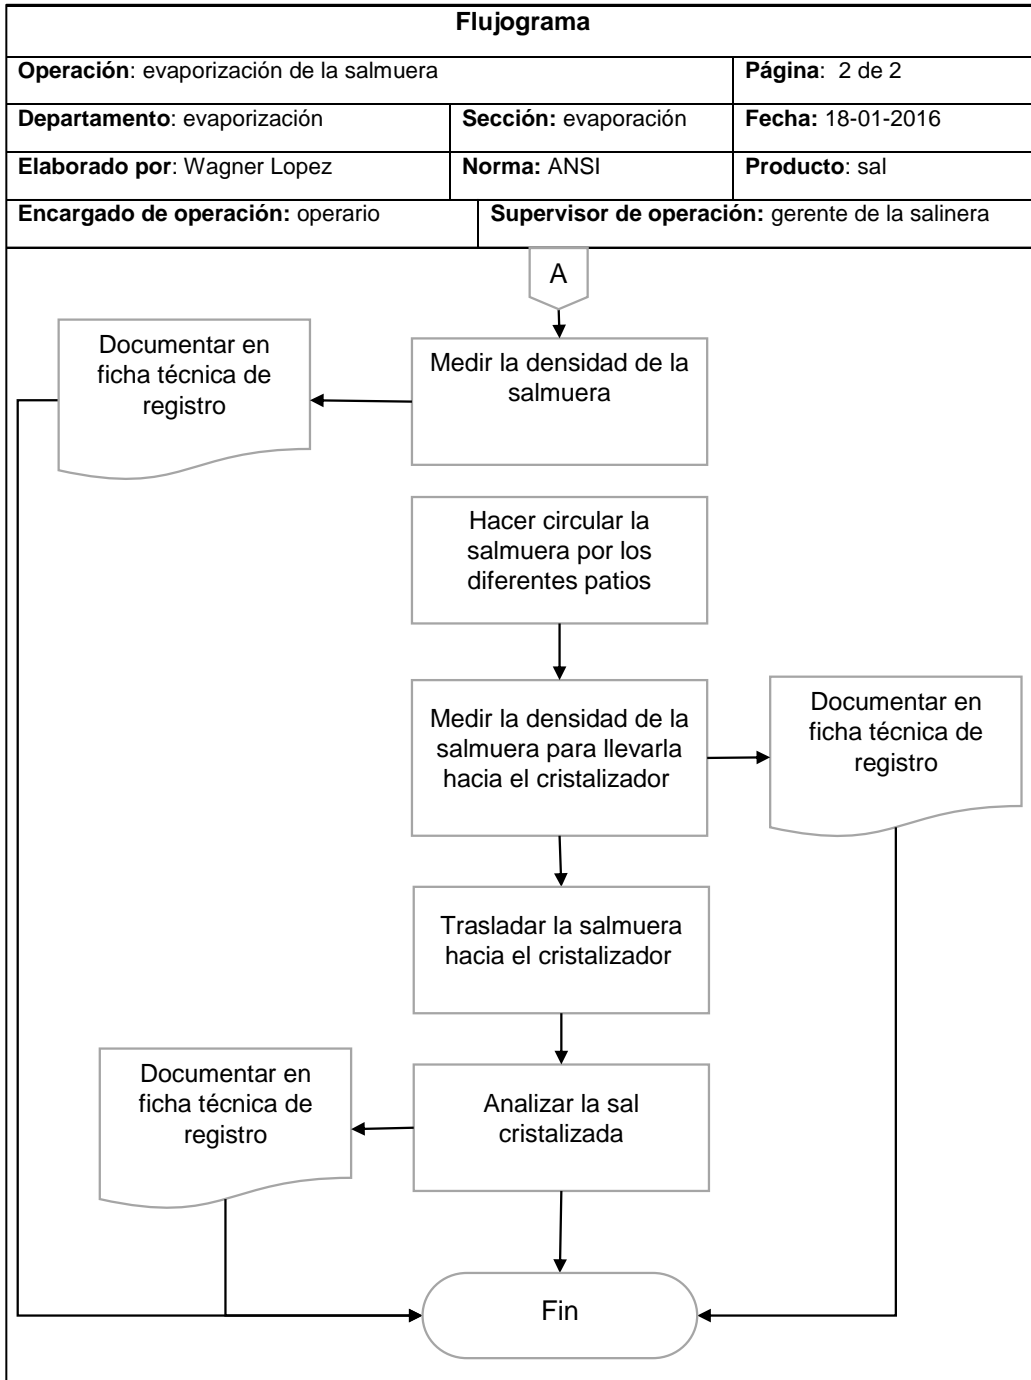 Flujograma
Operación: evaporización de la salmuera
Página: 2 de 2
Departamento: evaporización
Sección: evaporación
Fecha: 18-01-2016
Elaborado por: Wagner Lopez
Norma: ANSI
Producto: sal
Encargado de operación: operario
Supervisor de operación: gerente de la salinera
A
Documentar en
ficha técnica de
registro
Medir la densidad de la
salmuera
Hacer circular la
salmuera por los
diferentes patios
Medir la densidad de la
salmuera para llevarla
hacia el cristalizador
Documentar en
ficha técnica de
registro
Trasladar la salmuera
hacia el cristalizador
Documentar en
ficha técnica de
registro
Analizar la sal
cristalizada
Fin